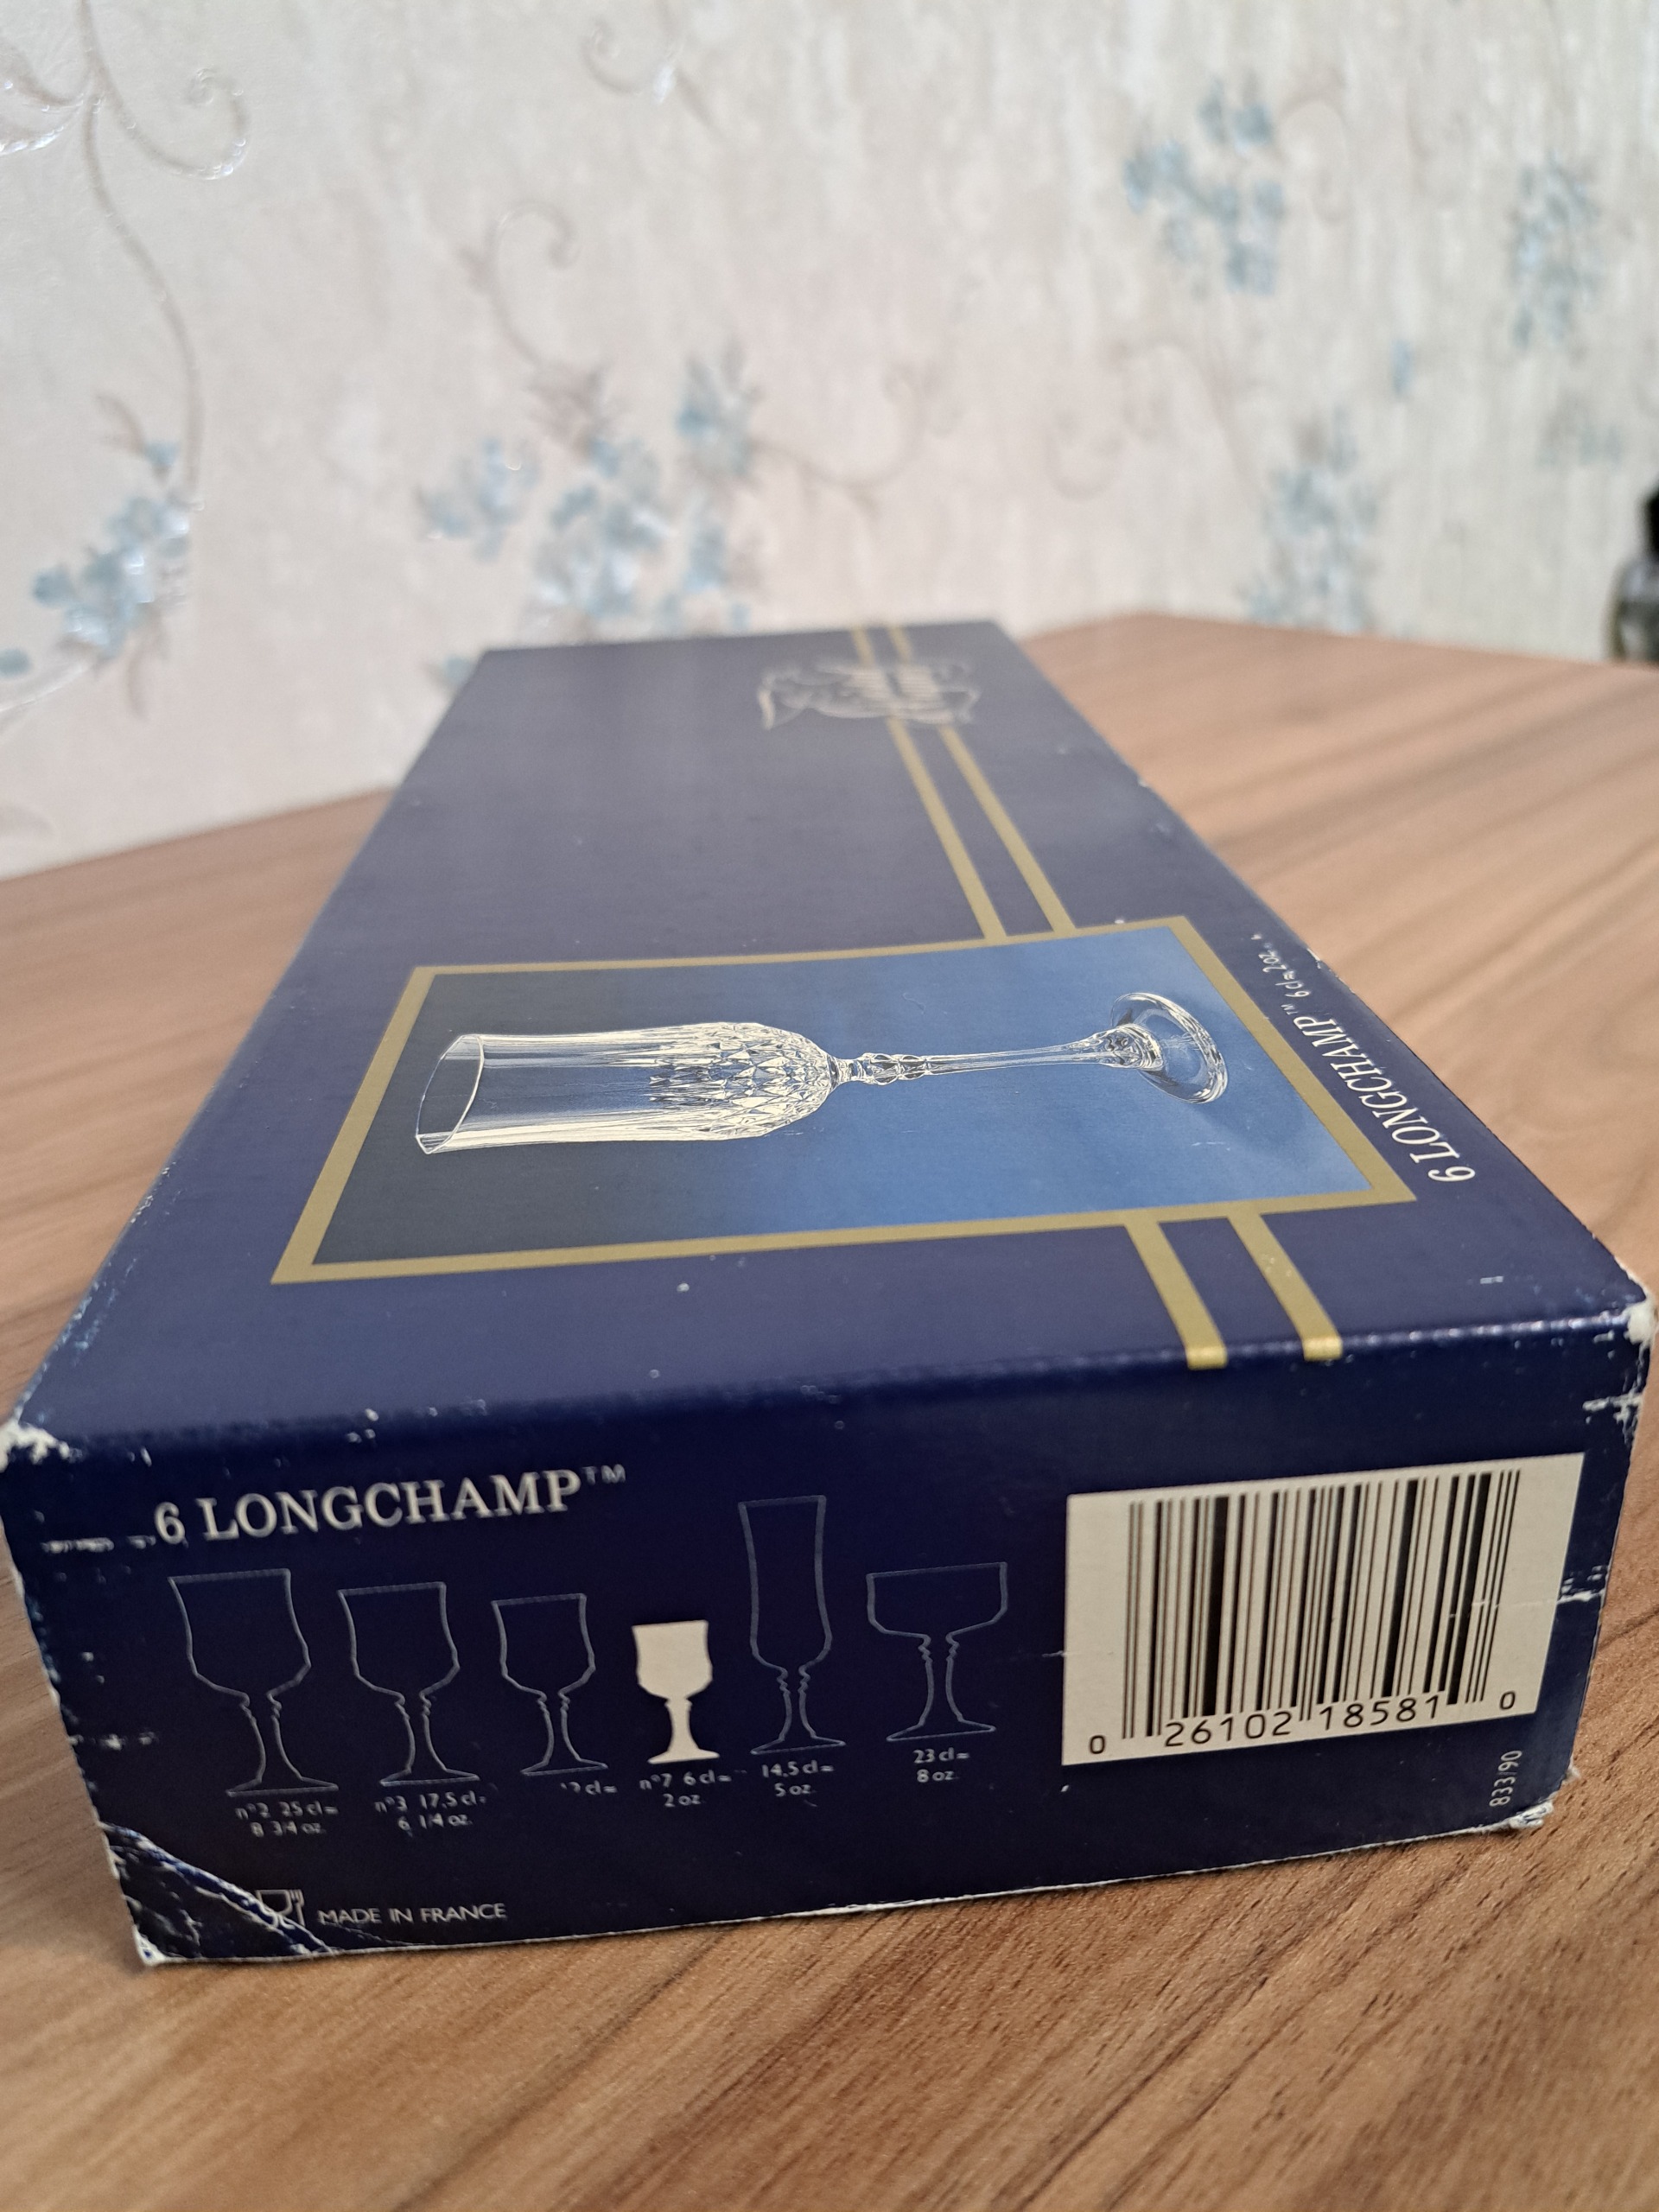 6 LONGCHAMP™ 6 cl = 2 oz.
6 LONGCHAMP™
n°2 25 cl =
8 3/4 oz.
n°3 17,5 cl =
6 1/4 oz.
cl =
n°7 6 cl =
2 oz.
14,5 cl =
5 oz.
23 cl =
8 oz.
0 26102 18581 0
833/90
MADE IN FRANCE